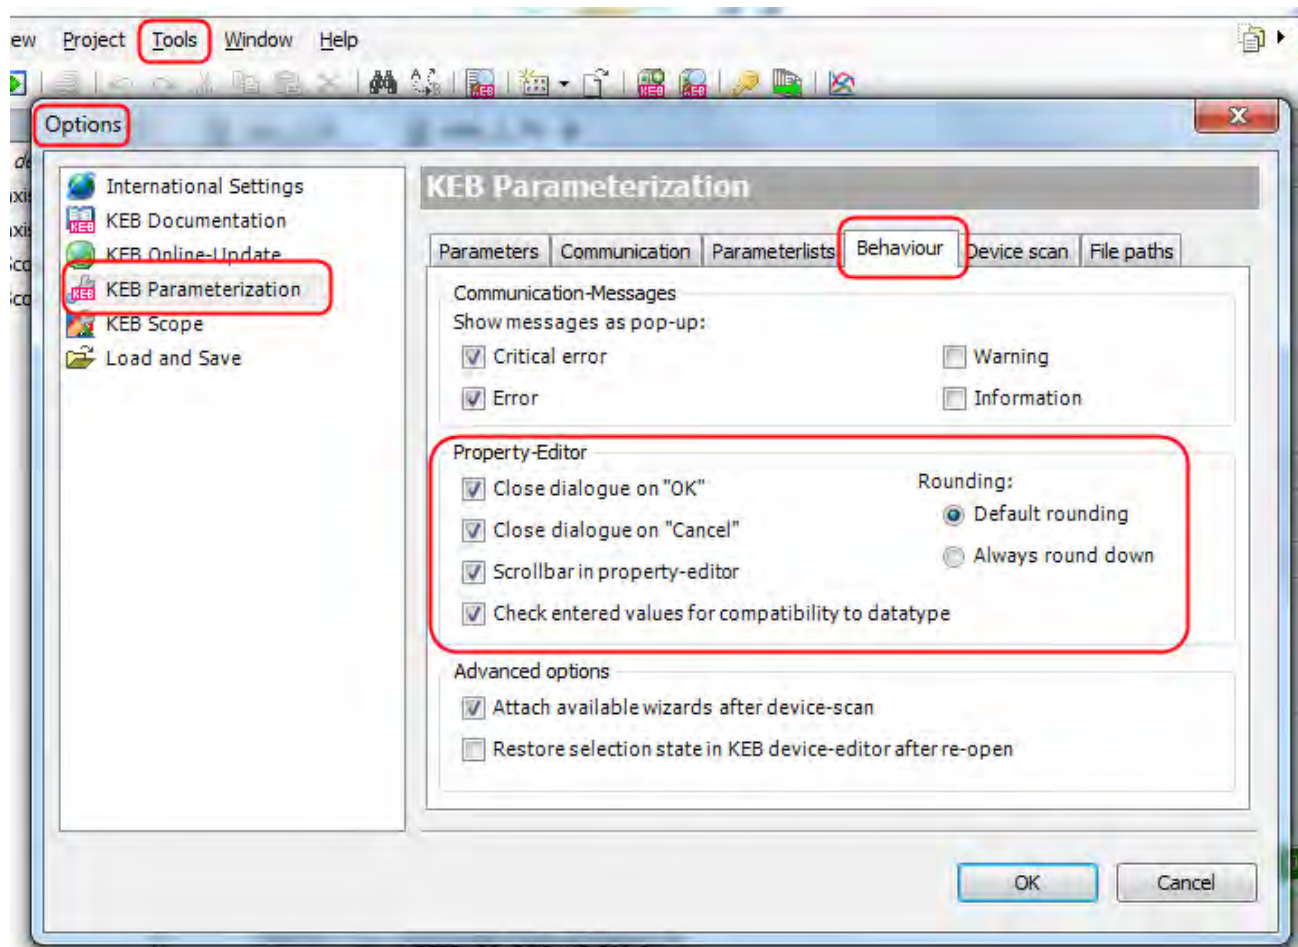 ew Project Tools Window Help
Options
International Settings
KEB Documentation
KEB Online-Update
KEB Parameterization
KEB Scope
Load and Save
KEB Parameterization
Parameters Communication Parameterlists Behaviour Device scan File paths
Communication-Messages
Show messages as pop-up:
Critical error Warning
Error Information
Property-Editor
Close dialogue on "OK" Rounding:
Default rounding
Close dialogue on "Cancel"
Always round down
Scrollbar in property-editor
Check entered values for compatibility to datatype
Advanced options
Attach available wizards after device-scan
Restore selection state in KEB device-editor after re-open
OK Cancel